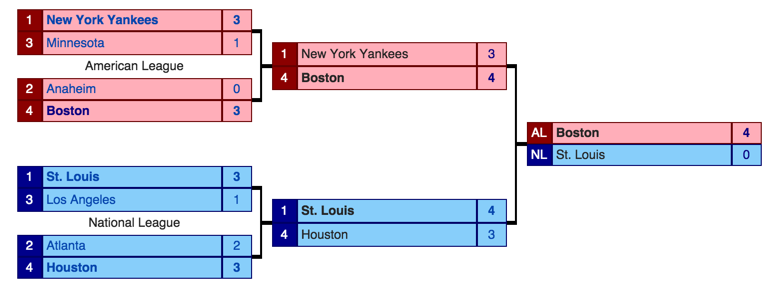 1 New York Yankees 3
3 Minnesota 1
American League
2 Anaheim 0
4 Boston 3
1 New York Yankees 3
4 Boston 4
AL Boston 4
NL St. Louis 0
1 St. Louis 3
3 Los Angeles 1
National League
2 Atlanta 2
4 Houston 3
1 St. Louis 4
4 Houston 3